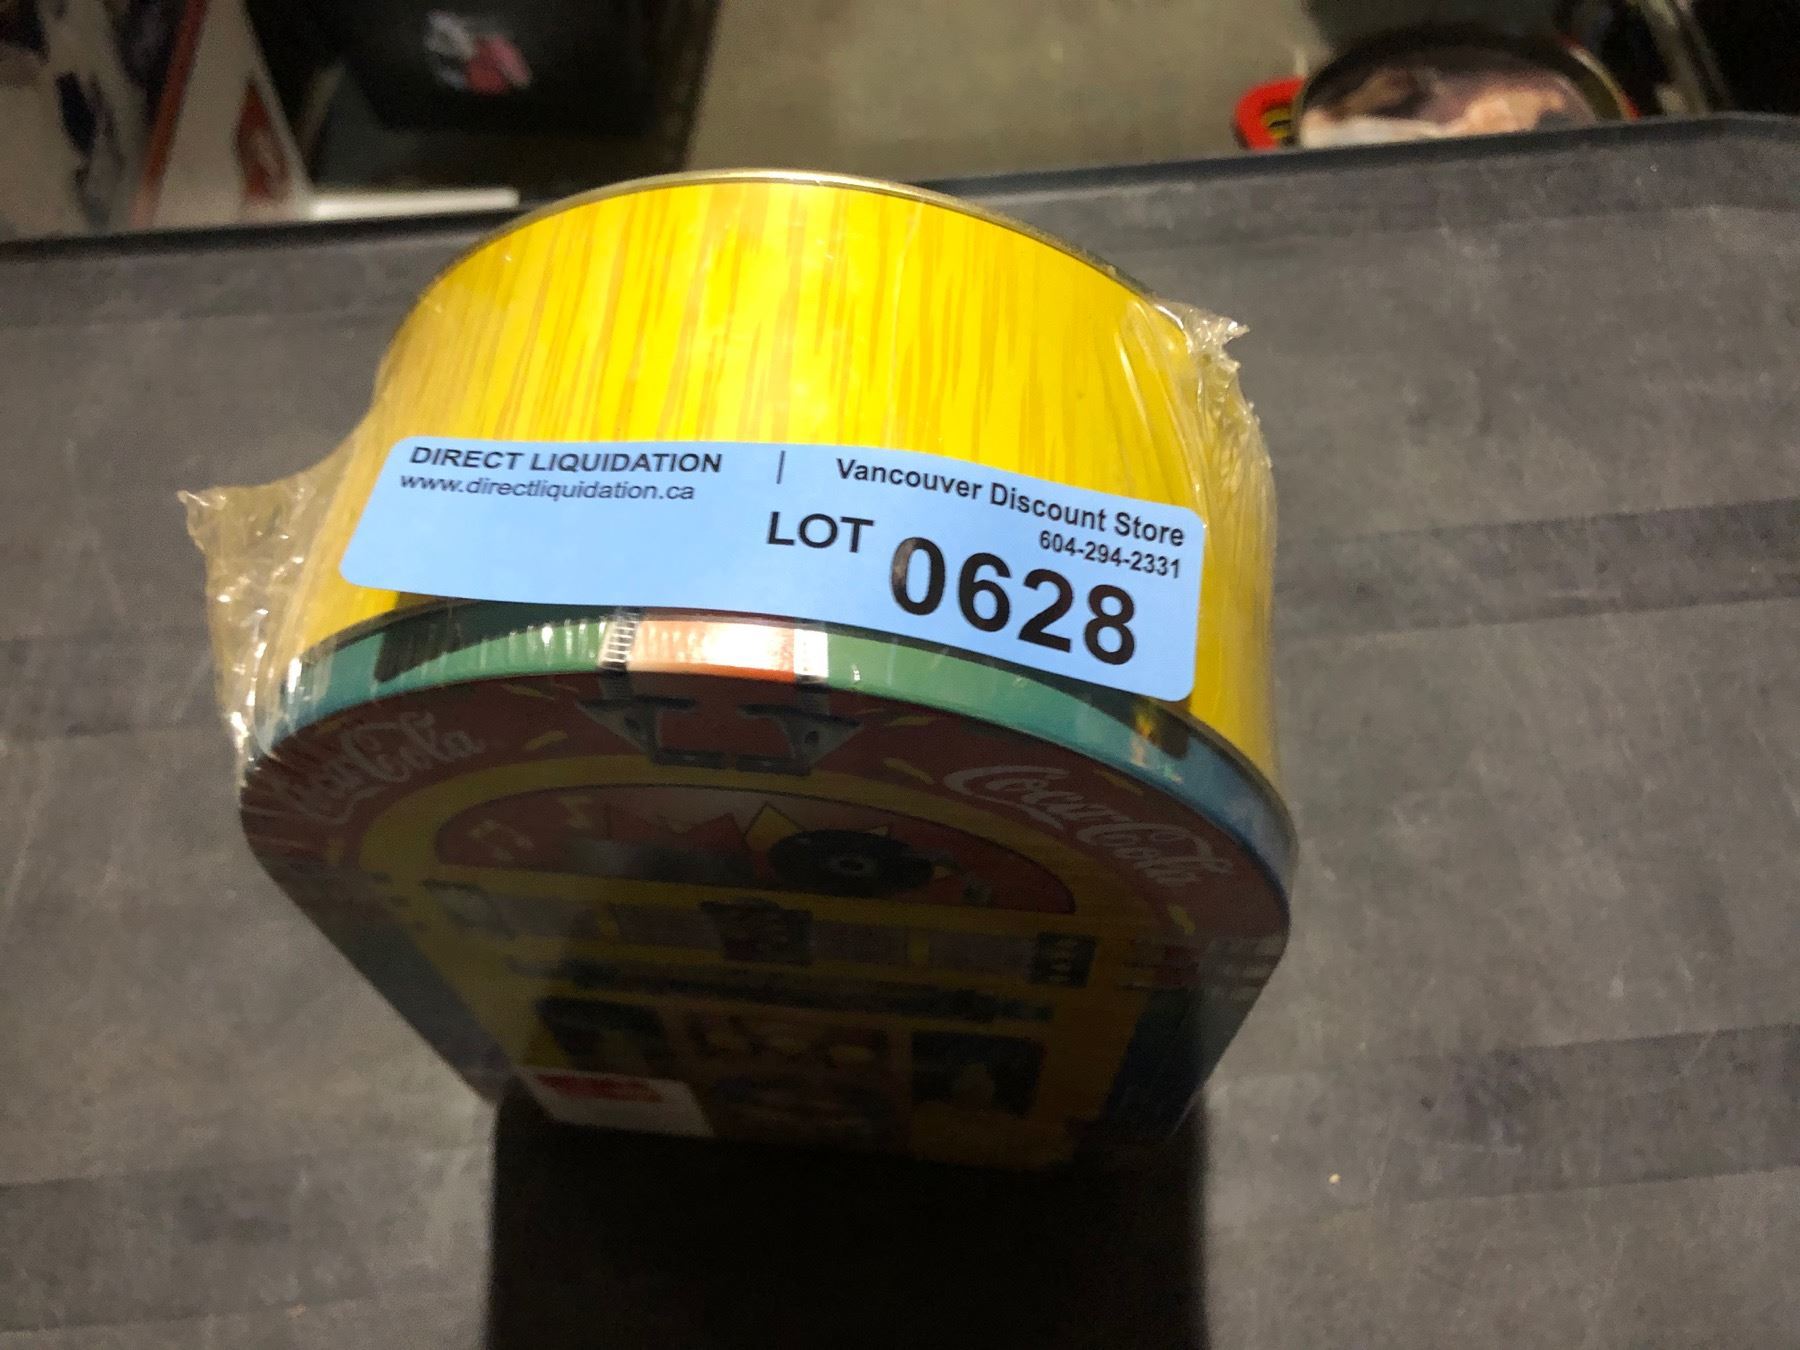 DIRECT LIQUIDATION | Vancouver Discount Store
www.directliquidation.ca
604-294-2331
LOT 0628
Coca-Cola
Coca-Cola